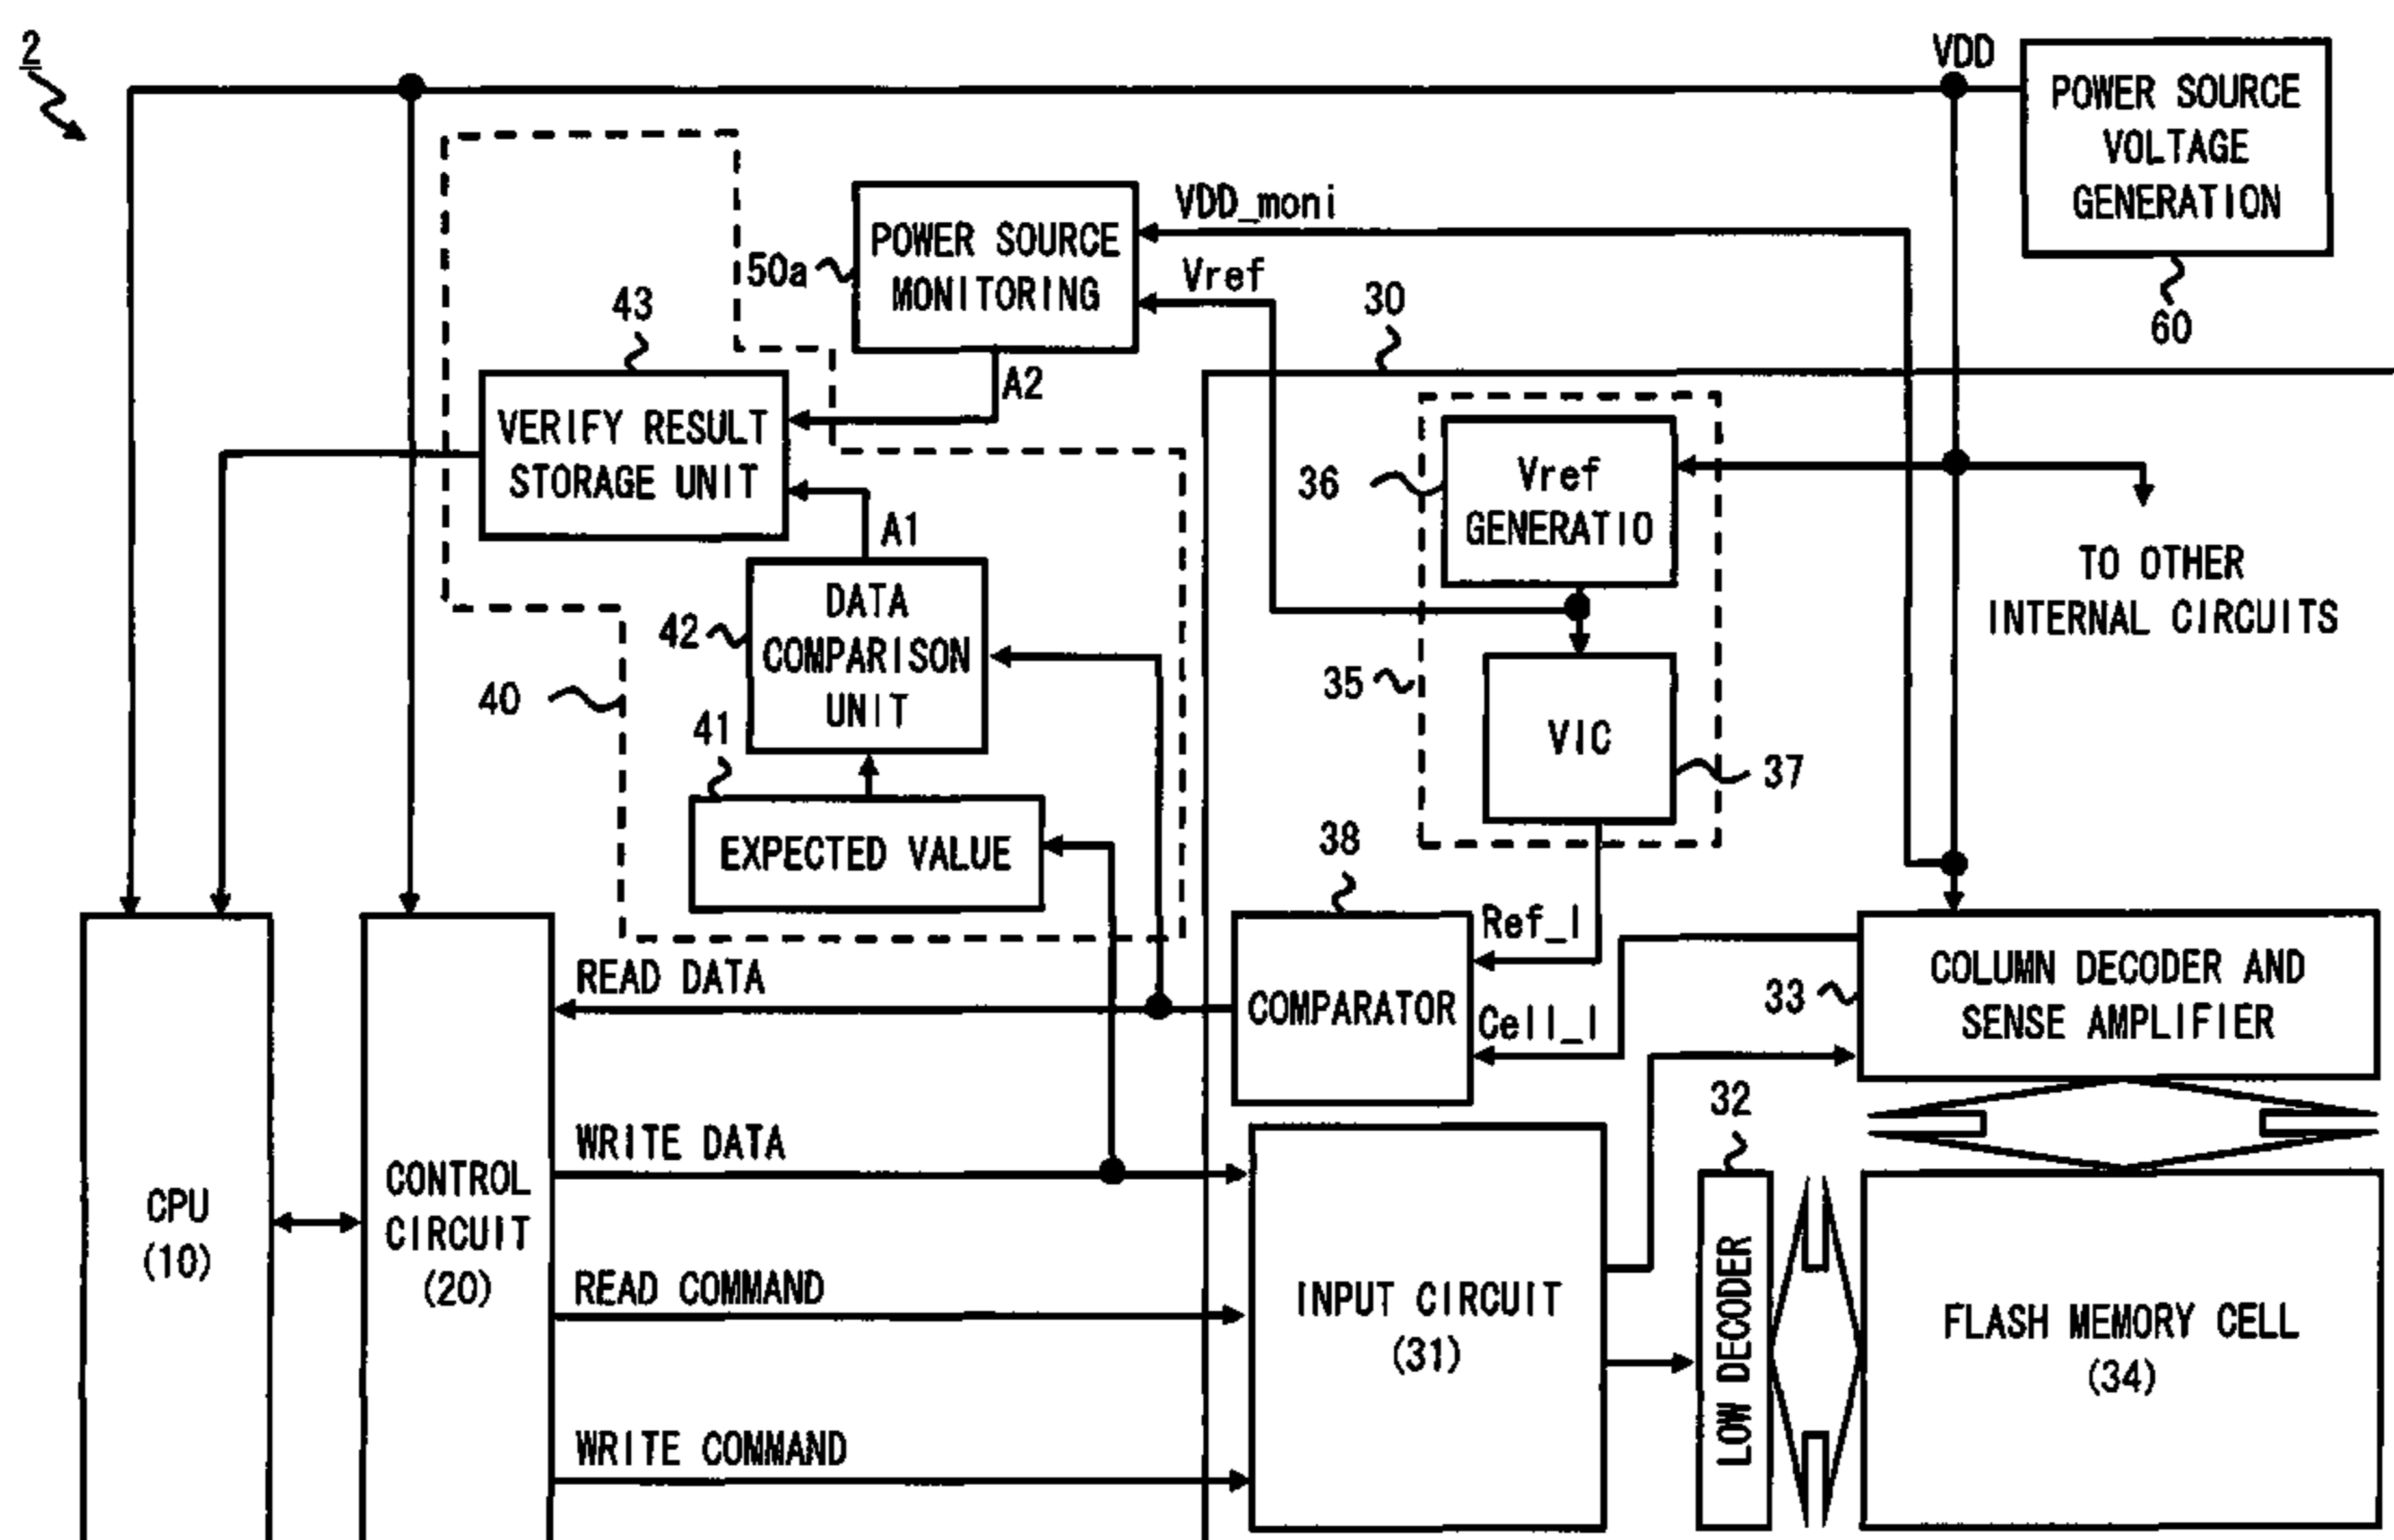 2
VDD
POWER SOURCE
VOLTAGE
GENERATION
60
VDD_moni
Vref
50a
POWER SOURCE
MONITORING
A2
30
43
VERIFY RESULT
STORAGE UNIT
A1
36
Vref
GENERATIO
TO OTHER
INTERNAL CIRCUITS
42
DATA
COMPARISON
UNIT
40
35
VIC
37
41
EXPECTED VALUE
38
Ref_I
COMPARATOR
Cell_I
READ DATA
33
COLUMN DECODER AND
SENSE AMPLIFIER
32
WRITE DATA
CPU
(10)
CONTROL
CIRCUIT
(20)
READ COMMAND
INPUT CIRCUIT
(31)
LOW DECODER
FLASH MEMORY CELL
(34)
WRITE COMMAND